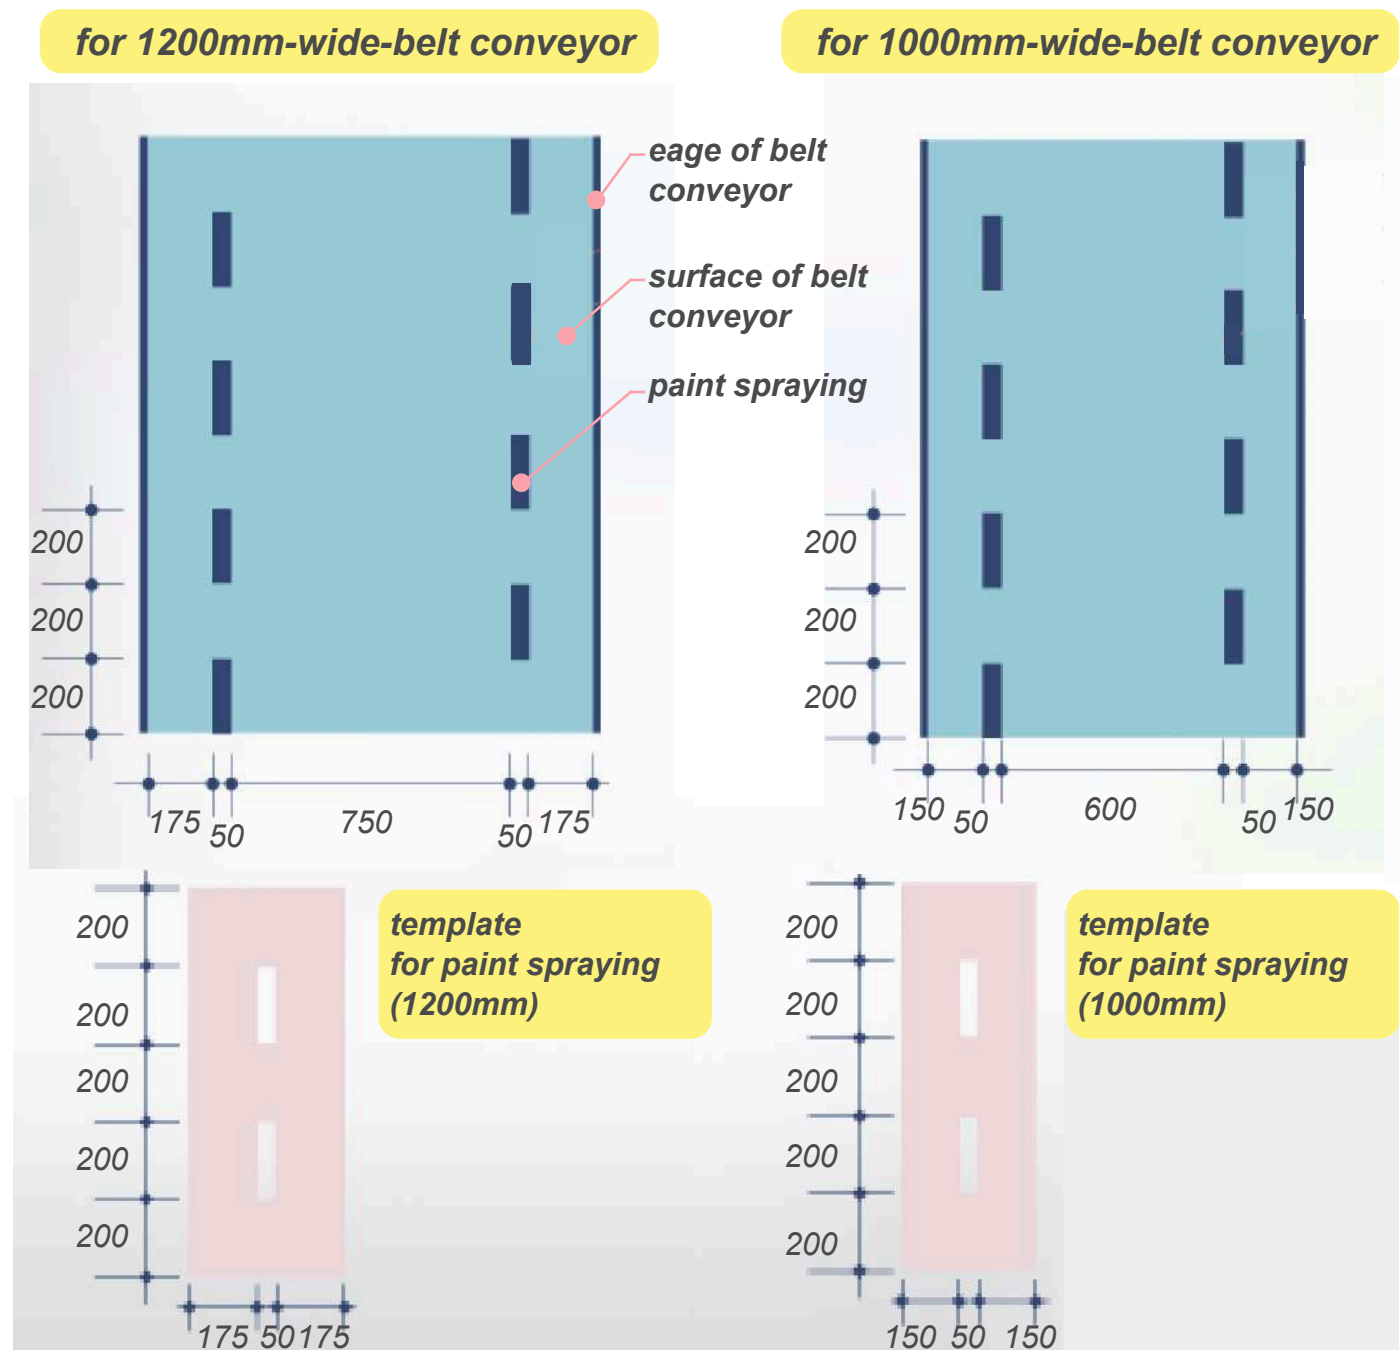 for 1200mm-wide-belt conveyor
for 1000mm-wide-belt conveyor
eage of belt
conveyor
surface of belt
conveyor
paint spraying
200
200
200
175 50 750 50 175
200
200
200
150 50 600 50 150
200
200
200
200
200
175 50 175
template
for paint spraying
(1200mm)
200
200
200
200
200
150 50 150
template
for paint spraying
(1000mm)